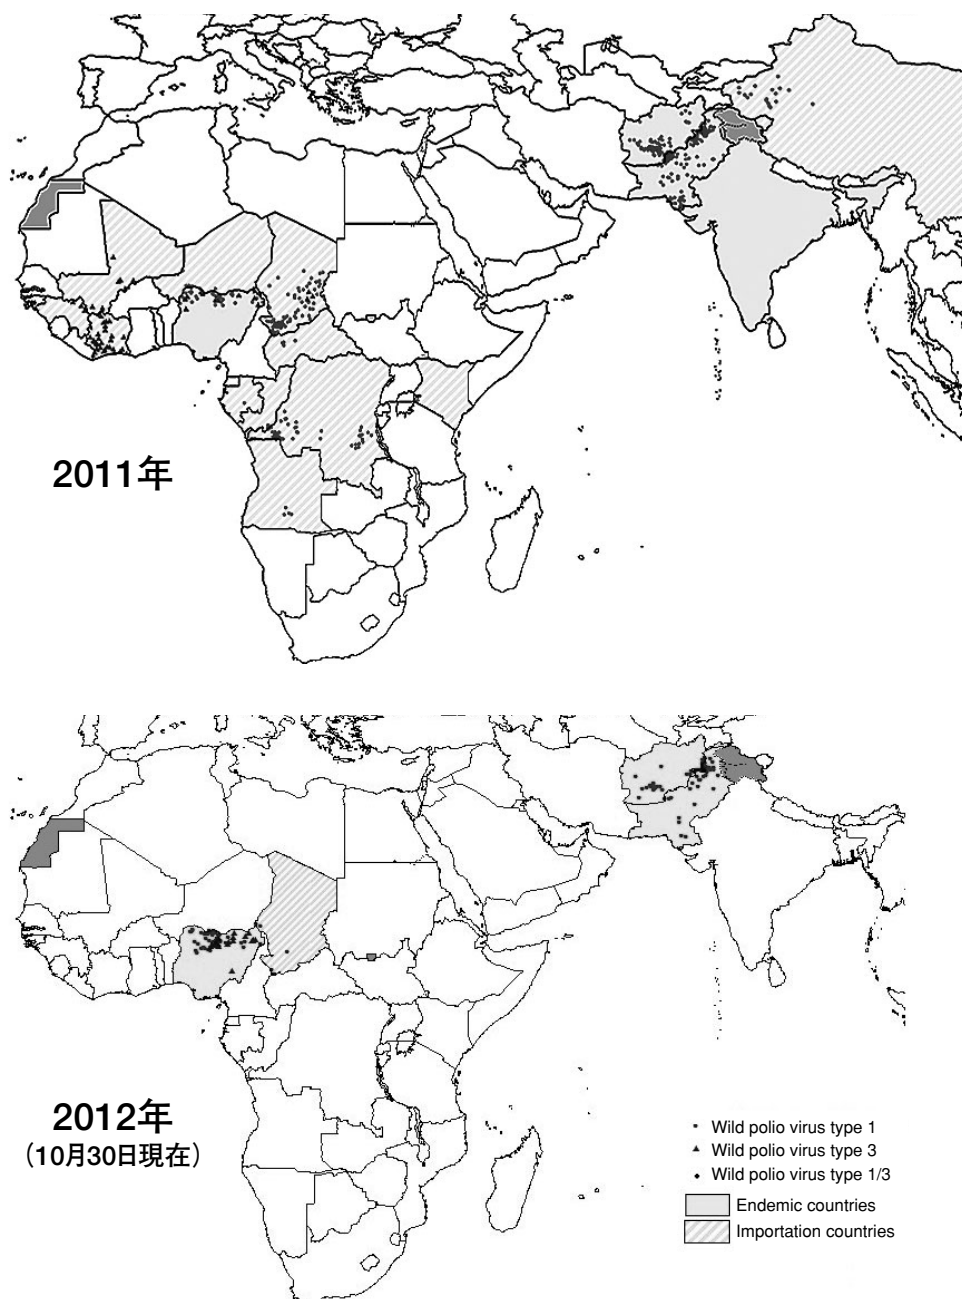 2011年
2012年
(10月30日現在)
Wild polio virus type 1
Wild polio virus type 3
Wild polio virus type 1/3
Endemic countries
Importation countries